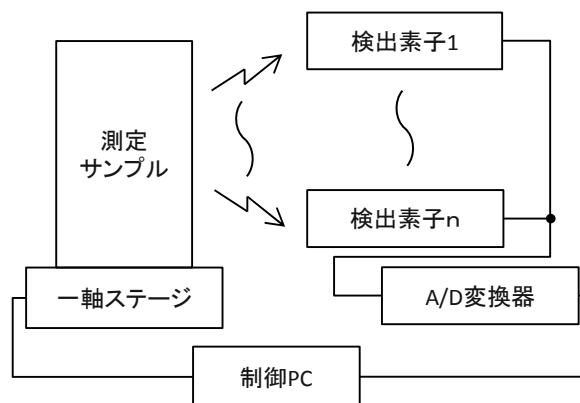 検出素子1
測定
サンプル
検出素子ｎ
一軸ステージ
A/D変換器
制御PC